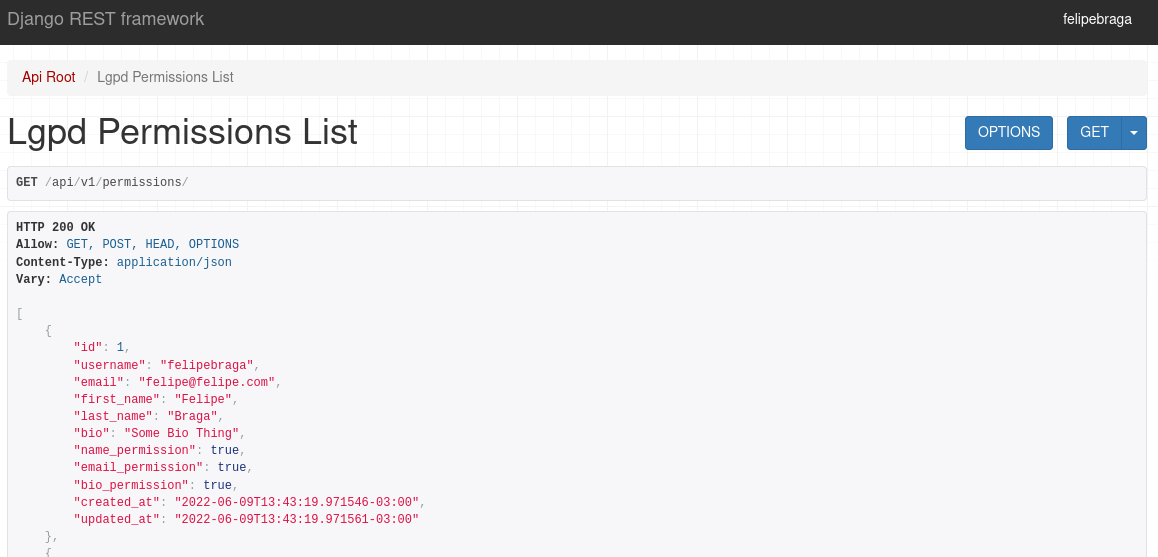 Django REST framework felipebraga
Api Root / Lgpd Permissions List
Lgpd Permissions List OPTIONS GET
GET /api/v1/permissions/
HTTP 200 OK
Allow: GET, POST, HEAD, OPTIONS
Content-Type: application/json
Vary: Accept
[
    {
        "id": 1,
        "username": "felipebraga",
        "email": "felipe@felipe.com",
        "first_name": "Felipe",
        "last_name": "Braga",
        "bio": "Some Bio Thing",
        "name_permission": true,
        "email_permission": true,
        "bio_permission": true,
        "created_at": "2022-06-09T13:43:19.971546-03:00",
        "updated_at": "2022-06-09T13:43:19.971561-03:00"
    },
    {